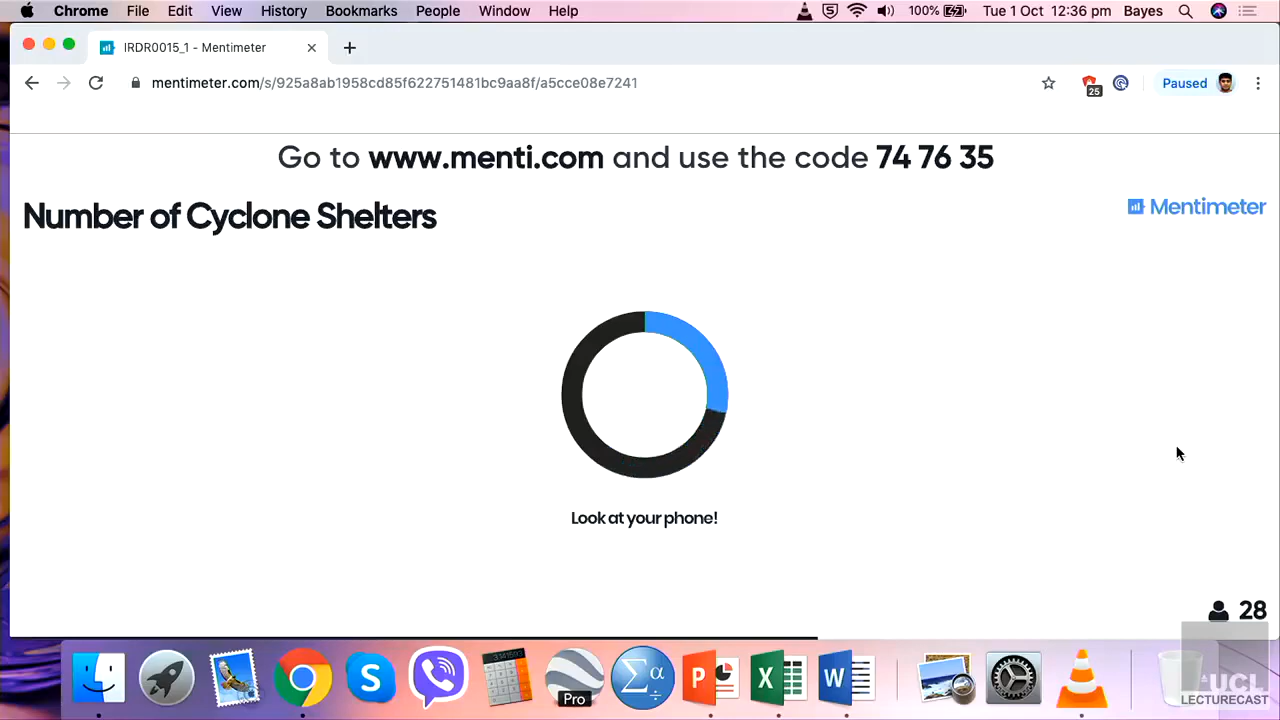 Chrome File Edit View History Bookmarks People Window Help 5 100% Tue 1 Oct 12:36 pm Bayes
IRDR0015_1 - Mentimeter
mentimeter.com/s/925a8ab1958cd85f622751481bc9aa8f/a5cce08e7241 25 Paused
Go to www.menti.com and use the code 74 76 35
Number of Cyclone Shelters
Mentimeter
Look at your phone!
28
S Pro Σα P X W
UCL
LECTURECAST